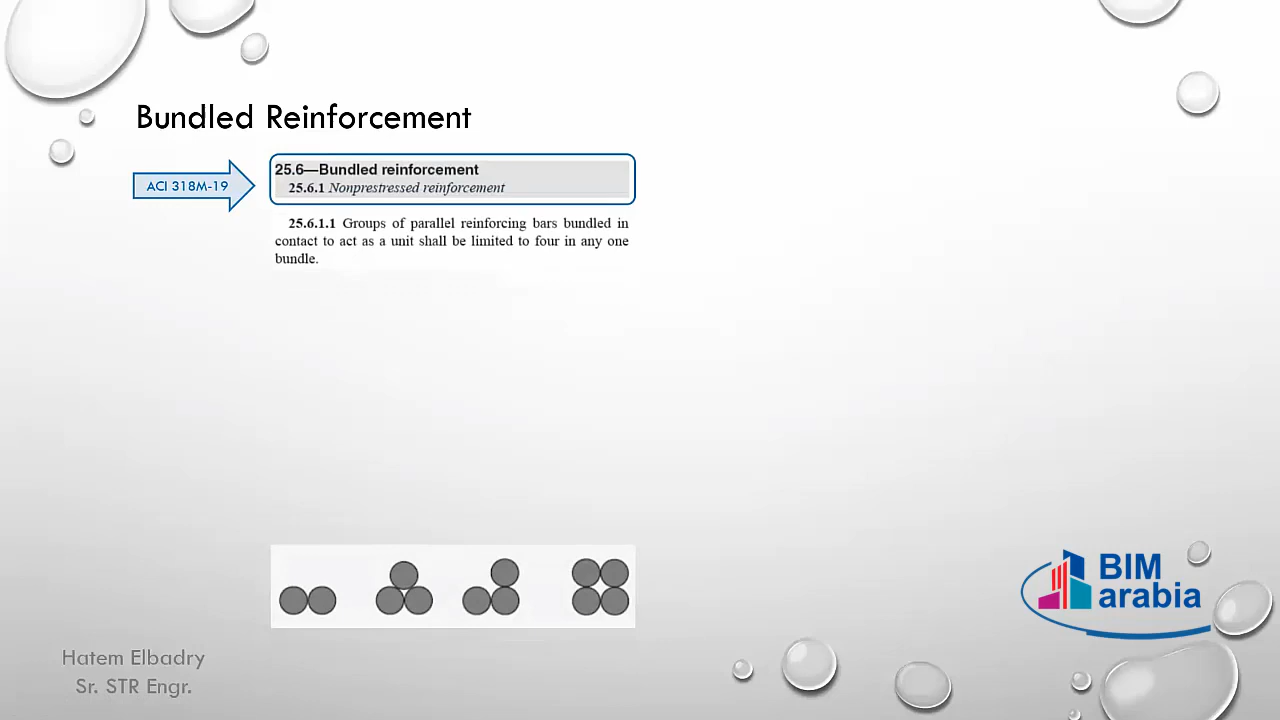 Bundled Reinforcement
ACI 318M-19
25.6—Bundled reinforcement
25.6.1 Nonprestressed reinforcement
25.6.1.1 Groups of parallel reinforcing bars bundled in
contact to act as a unit shall be limited to four in any one
bundle.
BIM
arabia
Hatem Elbadry
Sr. STR Engr.